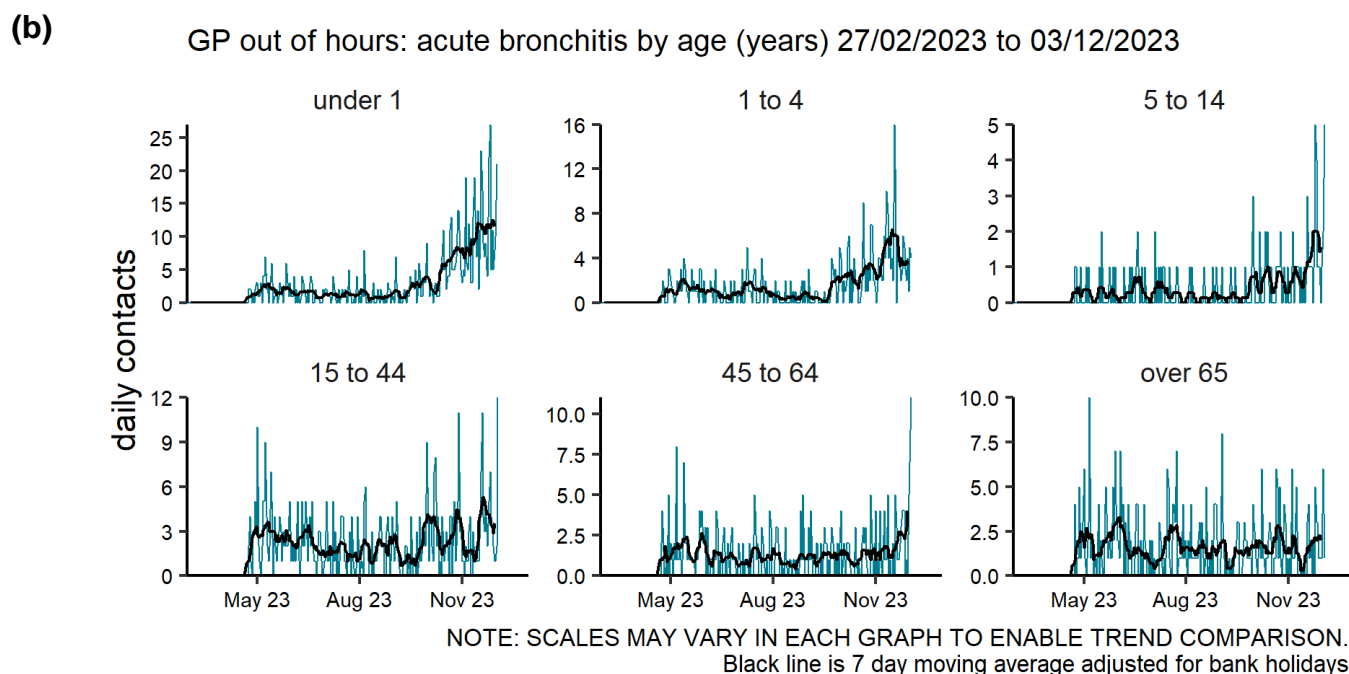 (b)
GP out of hours: acute bronchitis by age (years) 27/02/2023 to 03/12/2023
daily contacts
under 1
25
20
15
10
5
0
1 to 4
16
12
8
4
0
5 to 14
5
4
3
2
1
0
15 to 44
12
9
6
3
0
May 23 Aug 23 Nov 23
45 to 64
10.0
7.5
5.0
2.5
0.0
May 23 Aug 23 Nov 23
over 65
10.0
7.5
5.0
2.5
0.0
May 23 Aug 23 Nov 23
NOTE: SCALES MAY VARY IN EACH GRAPH TO ENABLE TREND COMPARISON.
Black line is 7 day moving average adjusted for bank holidays